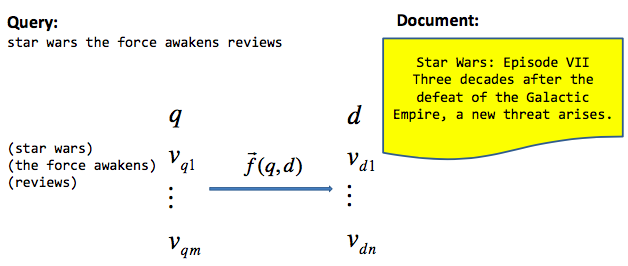 Query:
star wars the force awakens reviews
Document:
Star Wars: Episode VII
Three decades after the
defeat of the Galactic
Empire, a new threat arises.
q
d
(star wars)
(the force awakens)
(reviews)
v_{q1}
\vec{f}(q,d)
v_{d1}
⋮
⋮
v_{qm}
v_{dn}